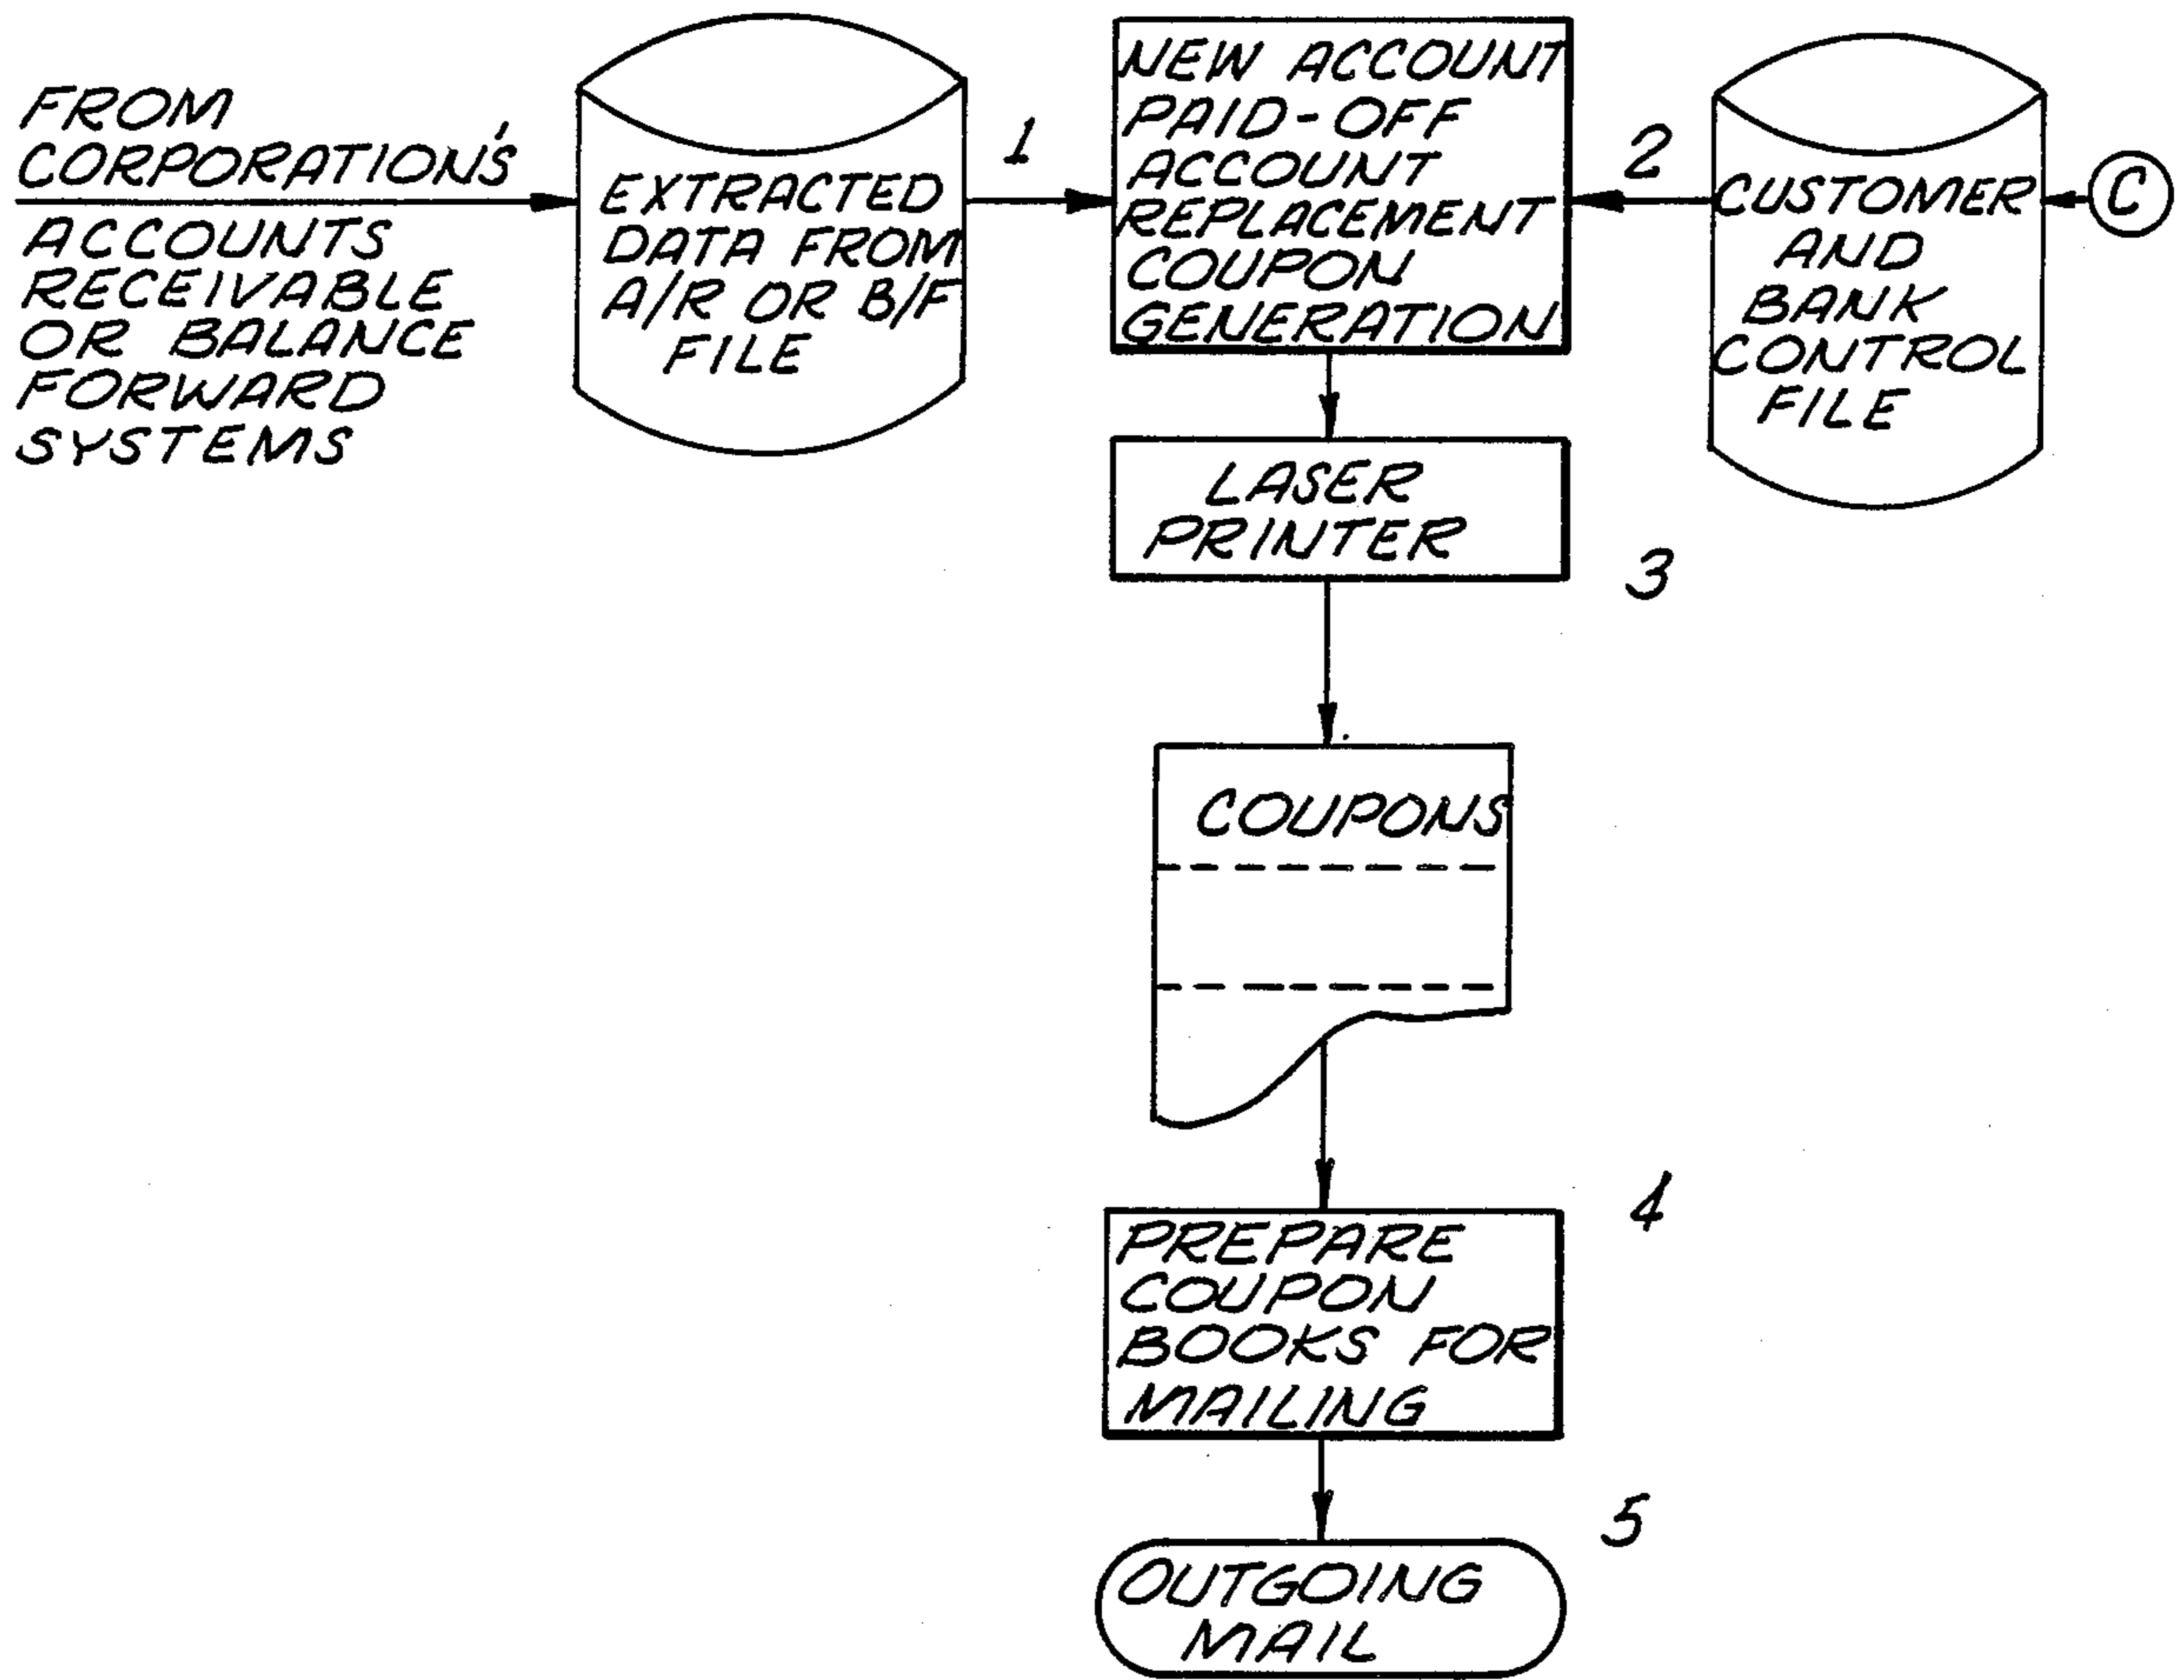 FROM
CORPORATION'S
ACCOUNTS
RECEIVABLE
OR BALANCE
FORWARD
SYSTEMS
EXTRACTED
DATA FROM
A/R OR B/F
FILE
1
NEW ACCOUNT
PAID-OFF
ACCOUNT
REPLACEMENT
COUPON
GENERATION
2
CUSTOMER
AND
BANK
CONTROL
FILE
C
LASER
PRINTER
3
COUPONS
4
PREPARE
COUPON
BOOKS FOR
MAILING
5
OUTGOING
MAIL